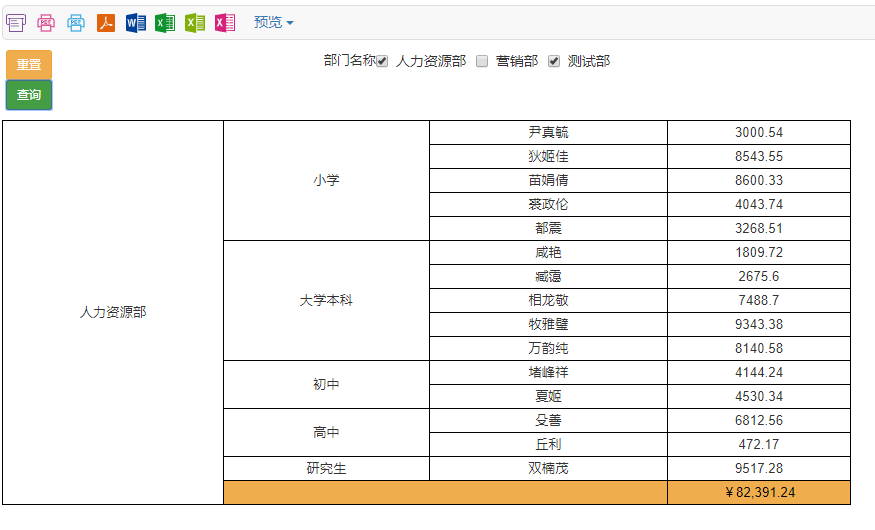 预览
重置
部门名称 人力资源部 营销部 测试部
查询
人力资源部
小学
尹真毓 3000.54
狄姬佳 8543.55
苗娟倩 8600.33
裘政伦 4043.74
都震 3268.51
大学本科
咸艳 1809.72
臧霭 2675.6
相龙敬 7488.7
牧雅璧 9343.38
万韵纯 8140.58
初中
堵峰祥 4144.24
夏姬 4530.34
高中
殳善 6812.56
丘利 472.17
研究生 双楠茂 9517.28
￥82,391.24